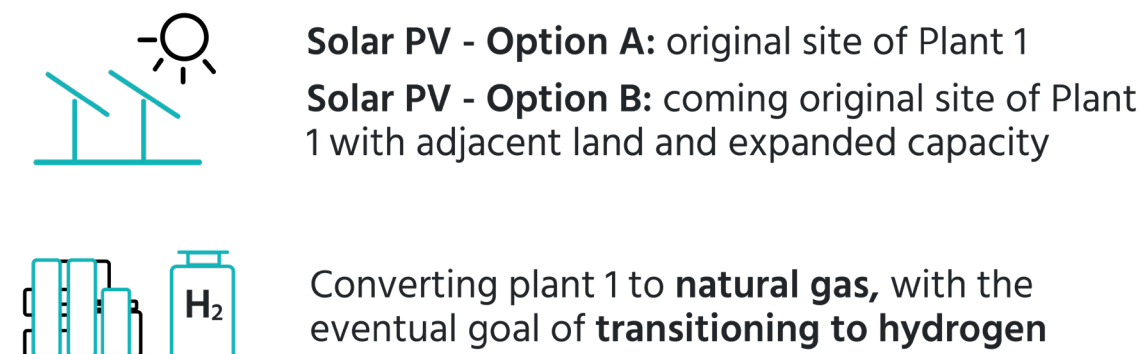 Solar PV - Option A: original site of Plant 1
Solar PV - Option B: coming original site of Plant
1 with adjacent land and expanded capacity
H₂
Converting plant 1 to natural gas, with the
eventual goal of transitioning to hydrogen